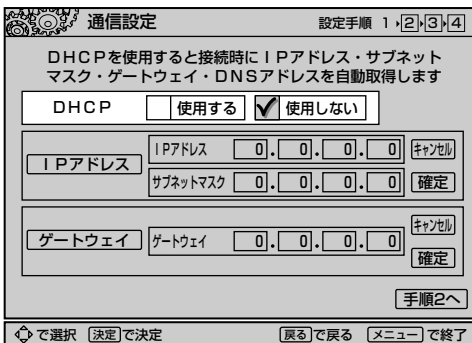 通信設定 設定手順 1 2 3 4
DHCPを使用すると接続時にIPアドレス・サブネット
マスク・ゲートウェイ・DNSアドレスを自動取得します
DHCP 使用する 使用しない
IPアドレス
IPアドレス 0. 0. 0. 0 キャンセル
サブネットマスク 0. 0. 0. 0 確定
ゲートウェイ
ゲートウェイ 0. 0. 0. 0 キャンセル
確定
手順2へ
で選択 決定で決定 戻るで戻る メニューで終了